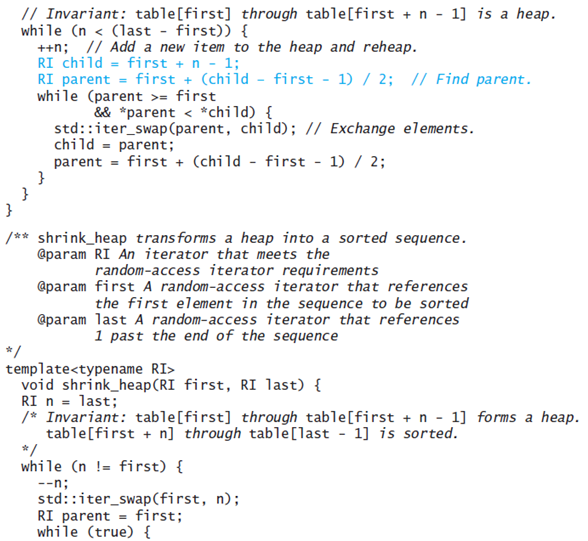 // Invariant: table[first] through table[first + n - 1] is a heap.
while (n < (last - first)) {
++n; // Add a new item to the heap and reheap.
RI child = first + n - 1;
RI parent = first + (child - first - 1) / 2; // Find parent.
while (parent >= first
&& *parent < *child) {
std::iter_swap(parent, child); // Exchange elements.
child = parent;
parent = first + (child - first - 1) / 2;
}
}
}
/** shrink_heap transforms a heap into a sorted sequence.
@param RI An iterator that meets the
random-access iterator requirements
@param first A random-access iterator that references
the first element in the sequence to be sorted
@param last A random-access iterator that references
1 past the end of the sequence
*/
template<typename RI>
void shrink_heap(RI first, RI last) {
RI n = last;
/* Invariant: table[first] through table[first + n - 1] forms a heap.
table[first + n] through table[last - 1] is sorted.
*/
while (n != first) {
--n;
std::iter_swap(first, n);
RI parent = first;
while (true) {